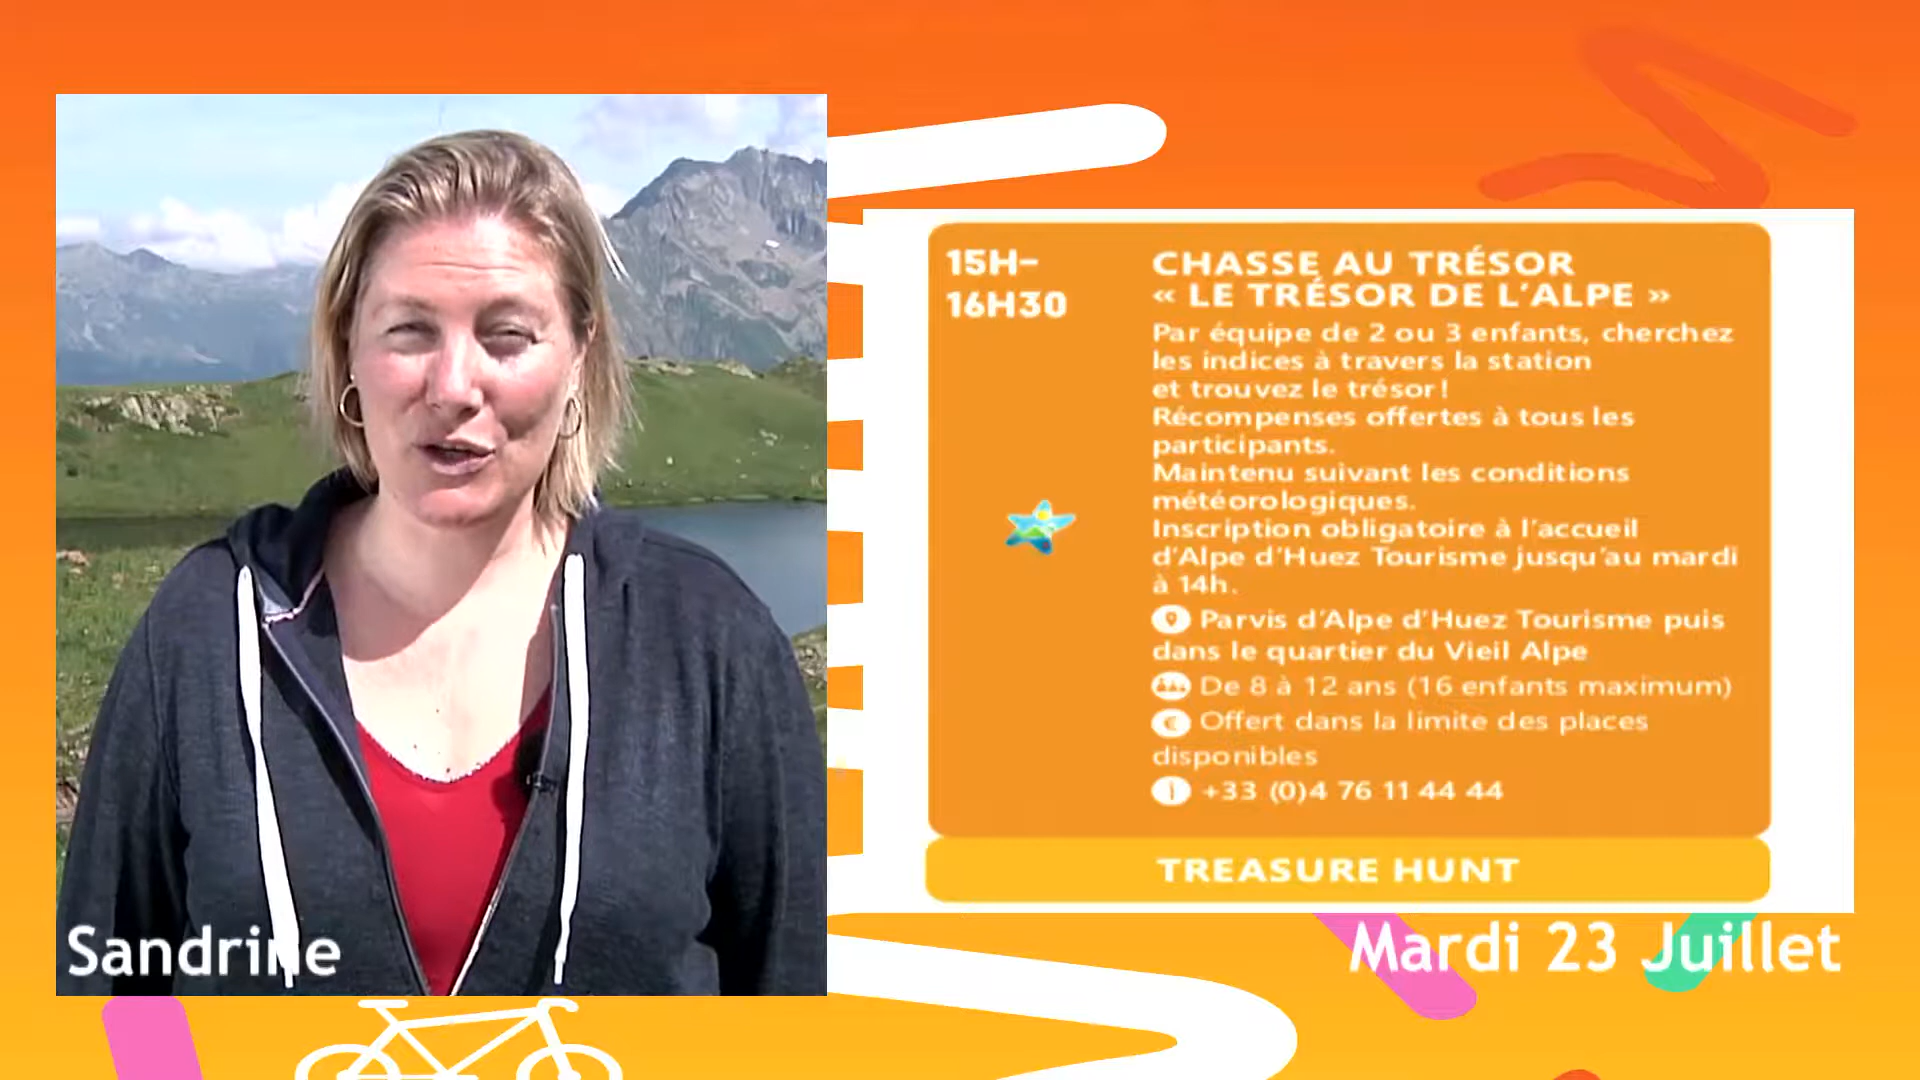 15H-
16H30
CHASSE AU TRÉSOR
« LE TRÉSOR DE L'ALPE »
Par équipe de 2 ou 3 enfants, cherchez
les indices à travers la station
et trouvez le trésor!
Récompenses offertes à tous les
participants.
Maintenu suivant les conditions
météorologiques.
Inscription obligatoire à l'accueil
d'Alpe d'Huez Tourisme jusqu'au mardi
à 14h.
Parvis d'Alpe d'Huez Tourisme puis
dans le quartier du Vieil Alpe
De 8 à 12 ans (16 enfants maximum)
Offert dans la limite des places
disponibles
+33 (0)4 76 11 44 44
TREASURE HUNT
Sandrine
Mardi 23 Juillet